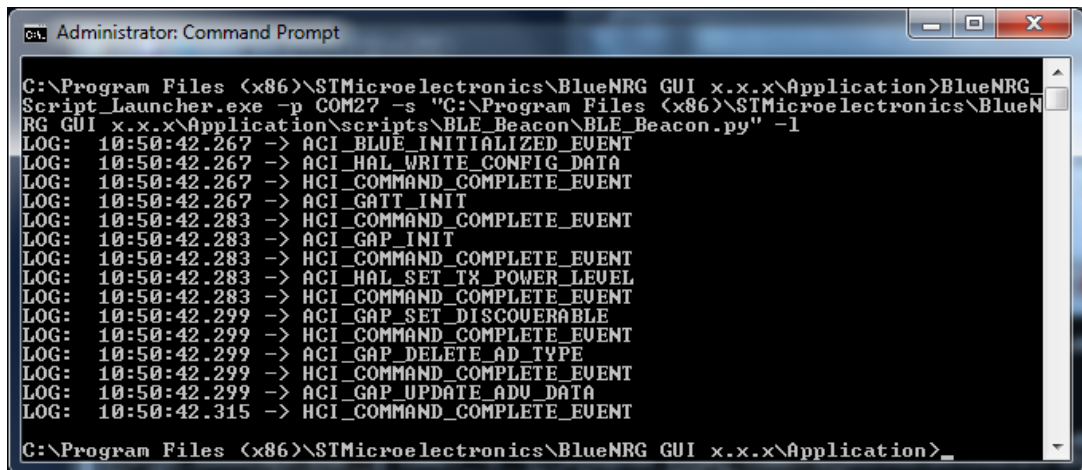 Administrator: Command Prompt
C:\Program Files (x86)\STMicroelectronics\BlueNRG GUI x.x.x\Application>BlueNRG_
Script_Launcher.exe -p COM27 -s "C:\Program Files (x86)\STMicroelectronics\BlueN
RG GUI x.x.x\Application\scripts\BLE_Beacon\BLE_Beacon.py" -l
LOG:  10:50:42.267 -> ACI_BLUE_INITIALIZED_EVENT
LOG:  10:50:42.267 -> ACI_HAL_WRITE_CONFIG_DATA
LOG:  10:50:42.267 -> HCI_COMMAND_COMPLETE_EVENT
LOG:  10:50:42.267 -> ACI_GATT_INIT
LOG:  10:50:42.283 -> HCI_COMMAND_COMPLETE_EVENT
LOG:  10:50:42.283 -> ACI_GAP_INIT
LOG:  10:50:42.283 -> HCI_COMMAND_COMPLETE_EVENT
LOG:  10:50:42.283 -> ACI_HAL_SET_TX_POWER_LEVEL
LOG:  10:50:42.283 -> HCI_COMMAND_COMPLETE_EVENT
LOG:  10:50:42.299 -> ACI_GAP_SET_DISCOVERABLE
LOG:  10:50:42.299 -> HCI_COMMAND_COMPLETE_EVENT
LOG:  10:50:42.299 -> ACI_GAP_DELETE_AD_TYPE
LOG:  10:50:42.299 -> HCI_COMMAND_COMPLETE_EVENT
LOG:  10:50:42.299 -> ACI_GAP_UPDATE_ADV_DATA
LOG:  10:50:42.315 -> HCI_COMMAND_COMPLETE_EVENT
C:\Program Files (x86)\STMicroelectronics\BlueNRG GUI x.x.x\Application>_